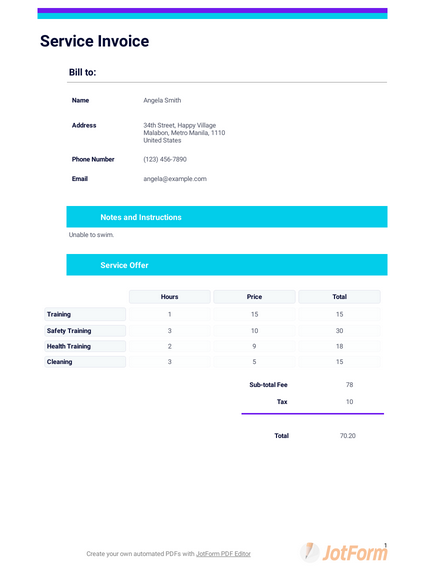 Service Invoice
Bill to:
Name Angela Smith
Address 34th Street, Happy Village
Malabon, Metro Manila, 1110
United States
Phone Number (123) 456-7890
Email angela@example.com
Notes and Instructions
Unable to swim.
Service Offer
Hours Price Total
Training 1 15 15
Safety Training 3 10 30
Health Training 2 9 18
Cleaning 3 5 15
Sub-total Fee 78
Tax 10
Total 70.20
1
Create your own automated PDFs with JotForm PDF Editor
JotForm